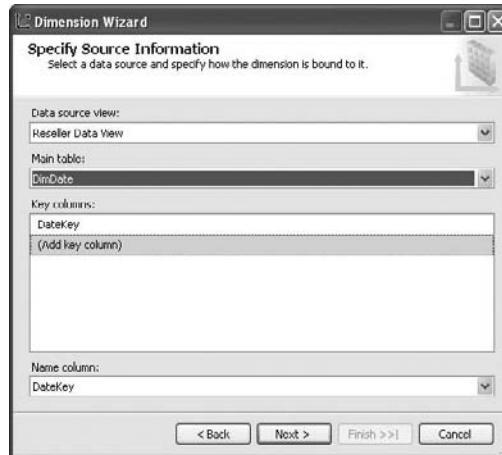 Dimension Wizard
Specify Source Information
Select a data source and specify how the dimension is bound to it.
Data source view:
Reseller Data View
Main table:
DimDate
Key columns:
DateKey
(Add key column)
Name column:
DateKey
< Back Next > Finish >>| Cancel